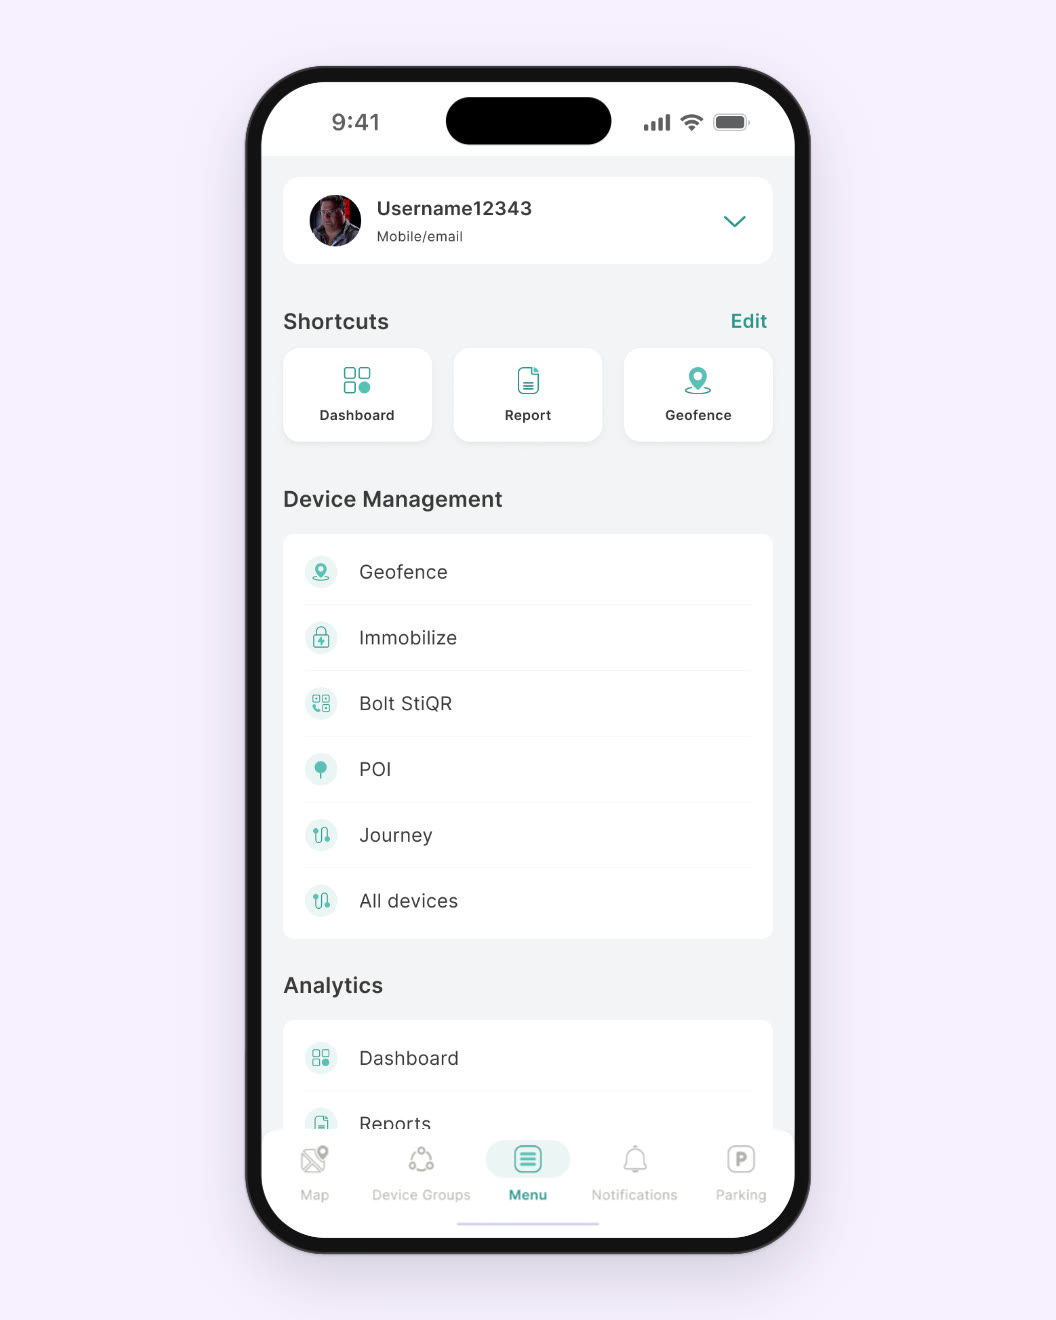 9:41
Username12343
Mobile/email
Shortcuts
Edit
Dashboard
Report
Geofence
Device Management
Geofence
Immobilize
Bolt StiQR
POI
Journey
All devices
Analytics
Dashboard
Reports
Map
Device Groups
Menu
Notifications
P
Parking